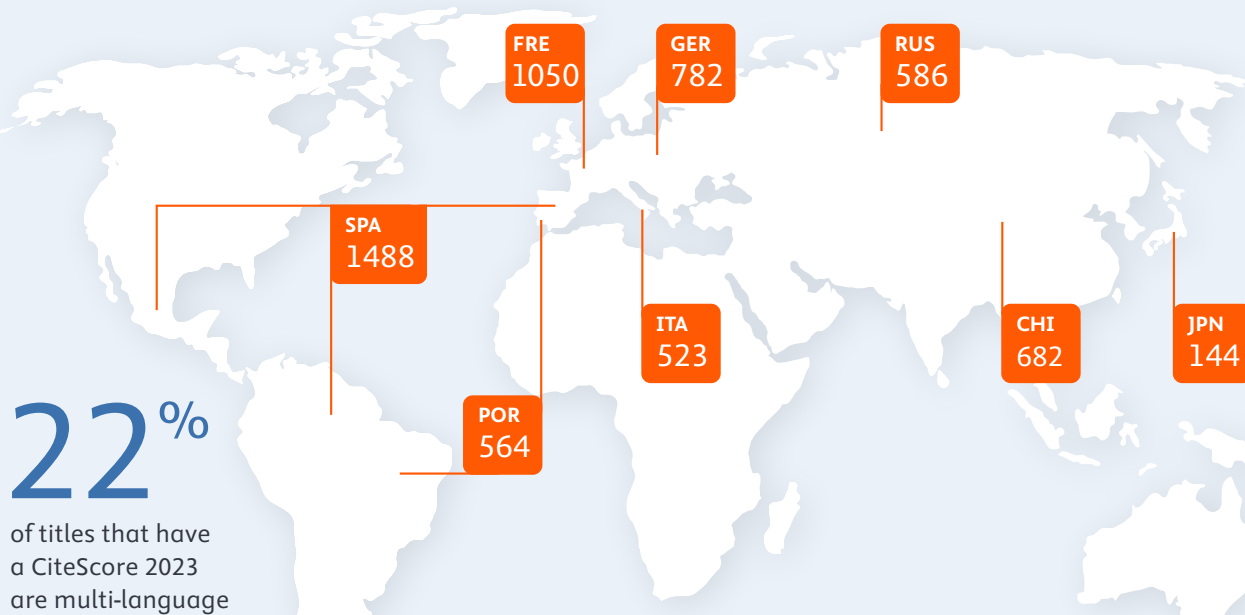 FRE
1050
GER
782
RUS
586
SPA
1488
ITA
523
CHI
682
JPN
144
POR
564
22%
of titles that have
a CiteScore 2023
are multi-language